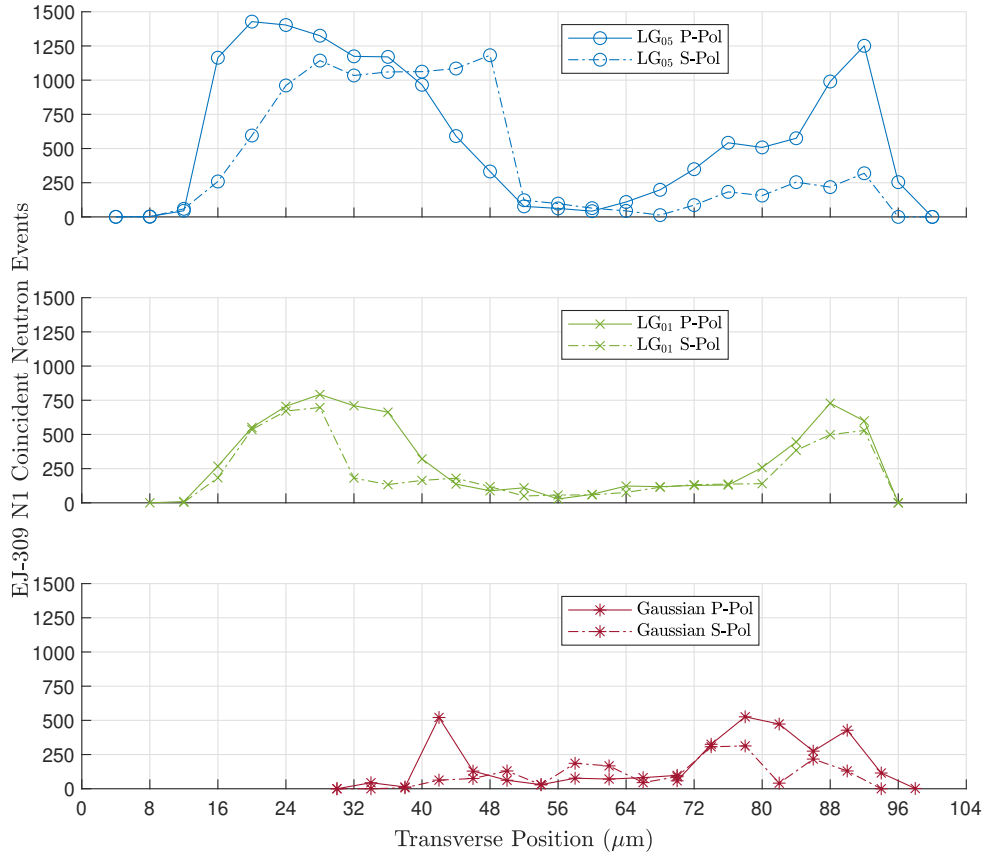 1500
1250
1000
750
500
250
0
LG₀₅ P-Pol
LG₀₅ S-Pol
1500
1250
1000
750
500
250
0
LG₀₁ P-Pol
LG₀₁ S-Pol
1500
1250
1000
750
500
250
0
Gaussian P-Pol
Gaussian S-Pol
0 8 16 24 32 40 48 56 64 72 80 88 96 104
Transverse Position (μm)
EJ-309 N1 Coincident Neutron Events